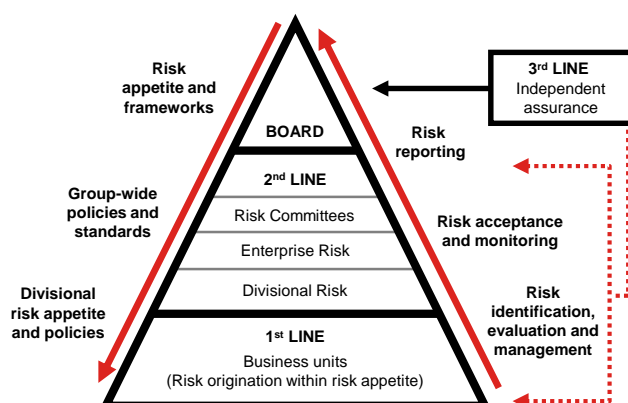 Risk
appetite and
frameworks
Group-wide
policies and
standards
Divisional
risk appetite
and policies
BOARD
2nd LINE
Risk Committees
Enterprise Risk
Divisional Risk
1st LINE
Business units
(Risk origination within risk appetite)
Risk
reporting
Risk acceptance
and monitoring
Risk
identification,
evaluation and
management
3rd LINE
Independent
assurance